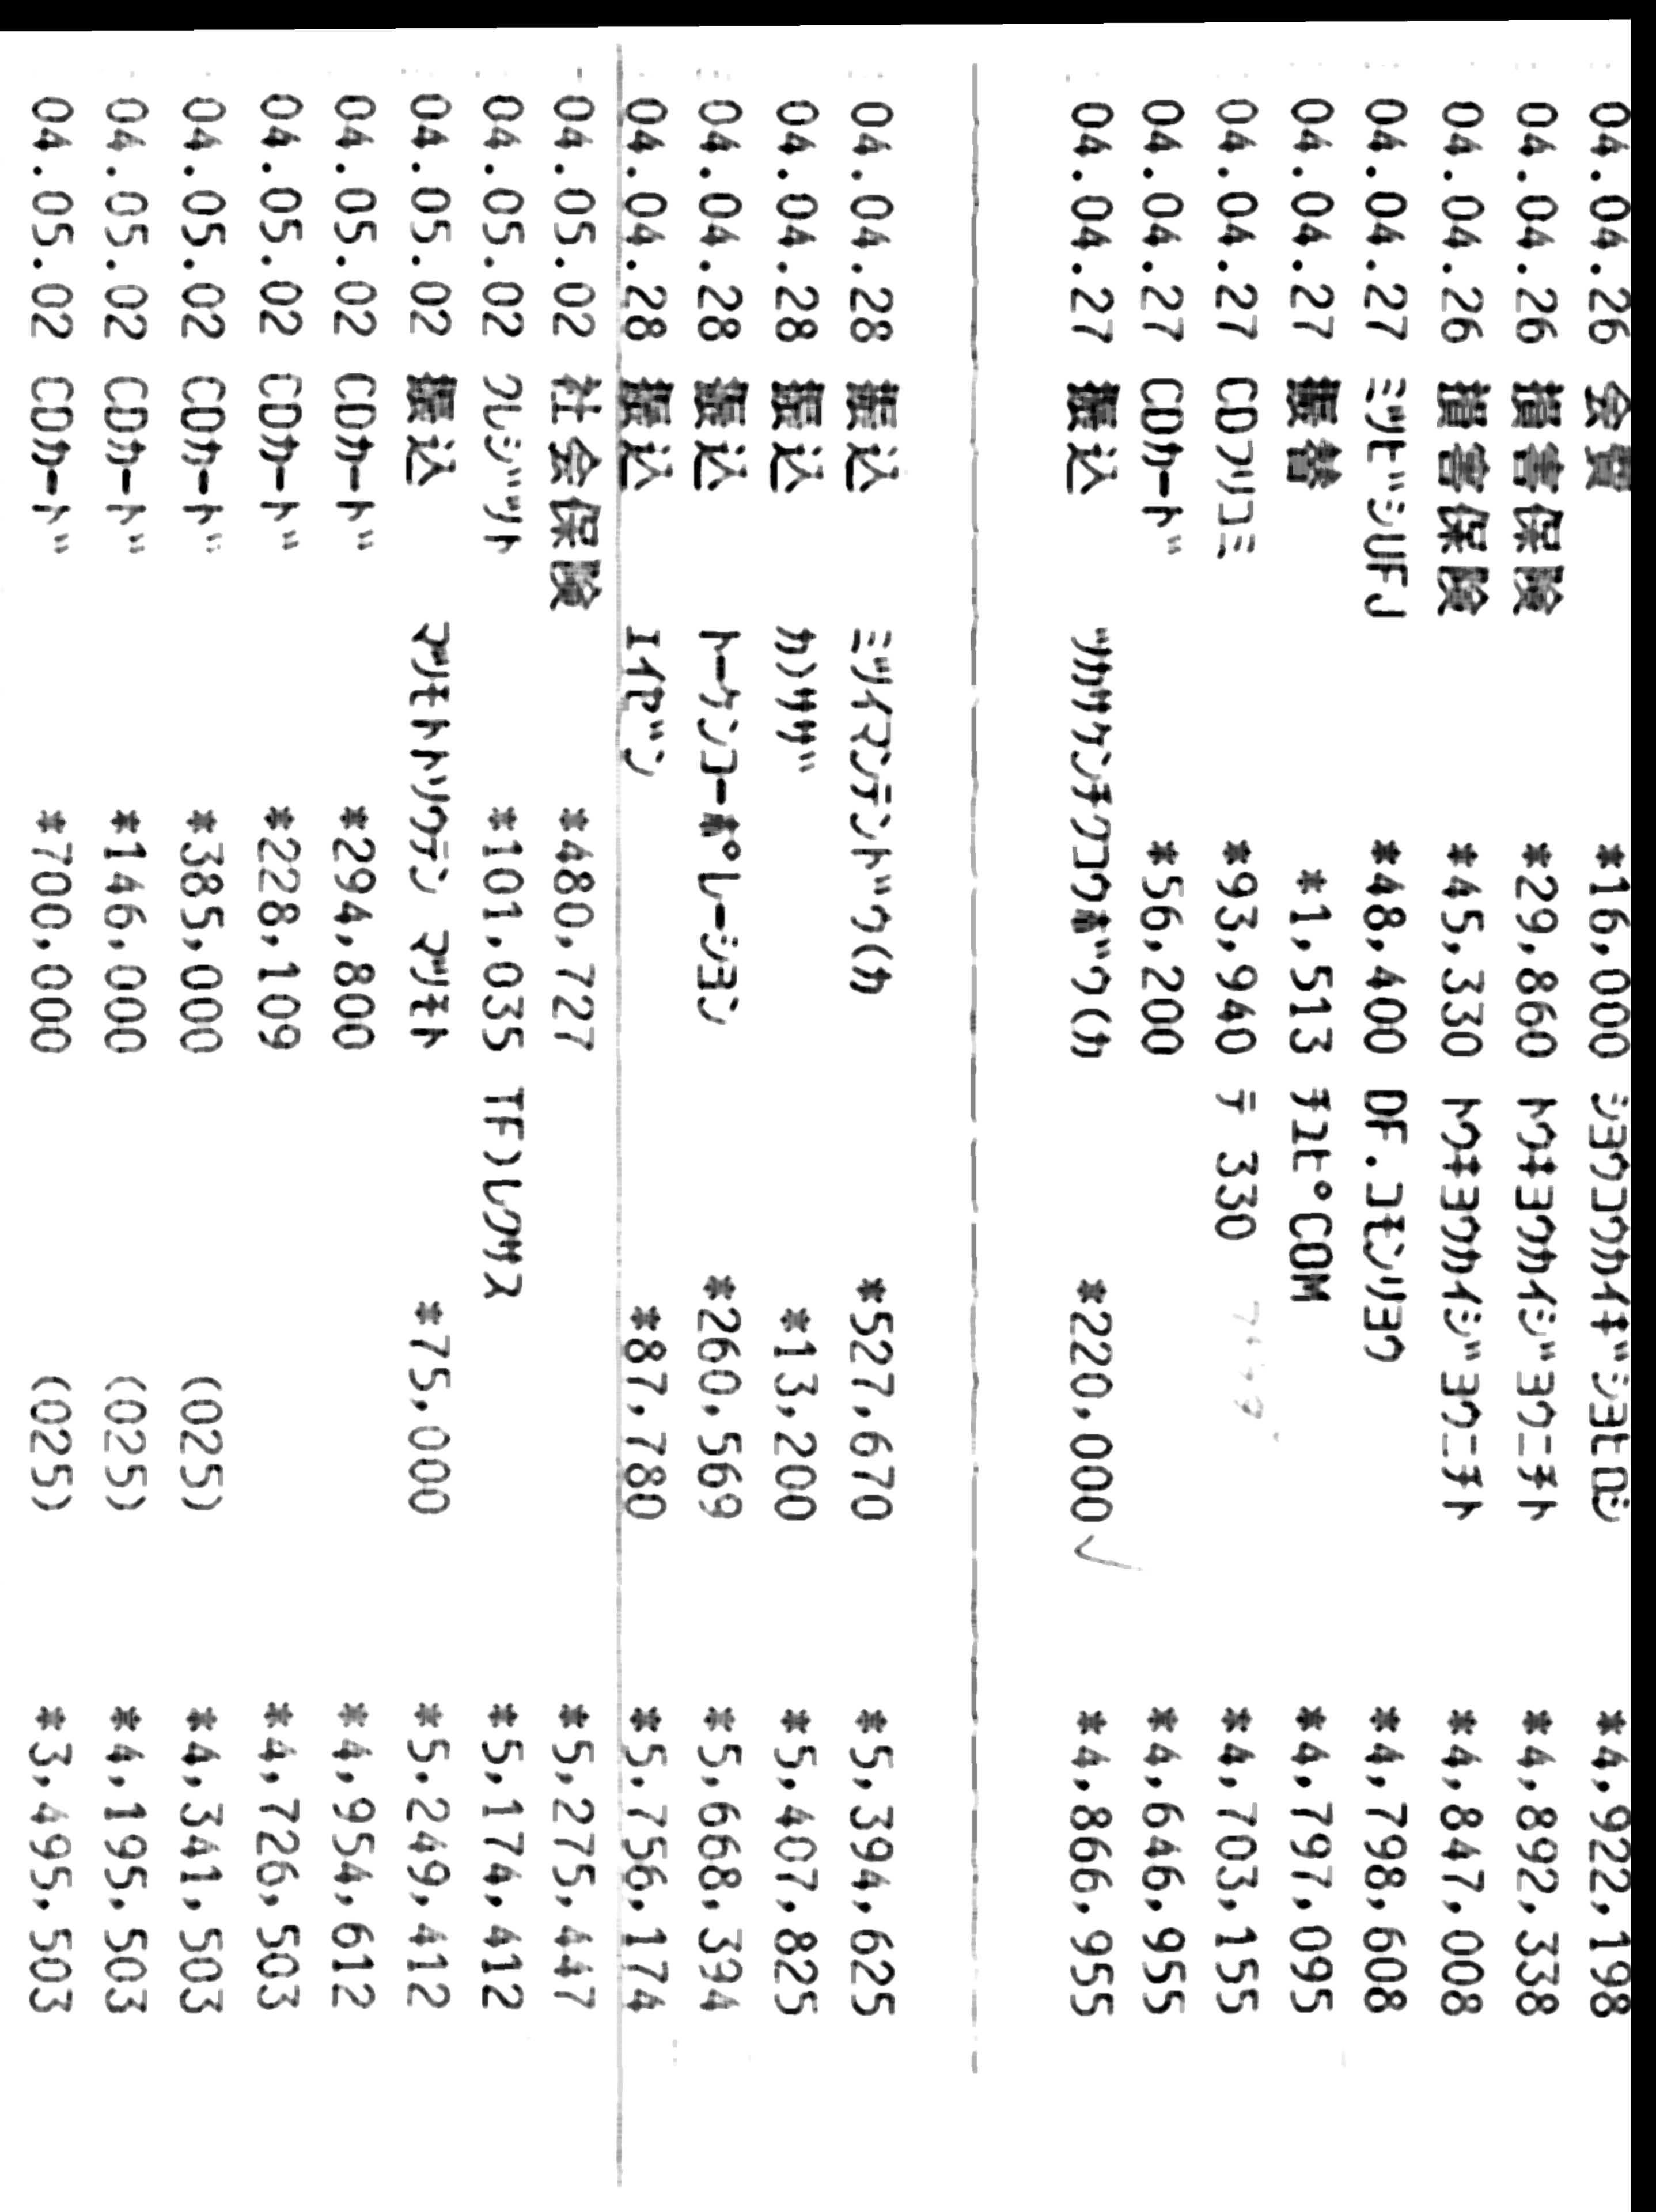 04.04.26 会費 *16,000 ショウコウカイギショヒロシ *4,922,198
04.04.26 損害保険 *29,860 トウキヨウカイジヨウニチト *4,892,338
04.04.26 損害保険 *45,330 トウキヨウカイジヨウニチト *4,847,008
04.04.27 ミツビシUFJ *48,400 DF.コモンリヨウ *4,798,608
04.04.27 振替 *1,513 チユピCOM *4,797,095
04.04.27 CDフリコミ *93,940 テ 330 *4,703,155
04.04.27 CDカード *56,200 *4,646,955
04.04.27 振込 ツカサケンチクコウボウ(カ *220,000 *4,866,955
04.04.28 振込 ミツイマンテンドウ(カ *527,670 *5,394,625
04.04.28 振込 カ)ササザ *13,200 *5,407,825
04.04.28 振込 トーケンコーポレーシヨン *260,569 *5,668,394
04.04.28 振込 エイゼン *87,780 *5,756,174
04.05.02 社会保険 *480,727 *5,275,447
04.05.02 クレジツト *101,035 TF)レクサス *5,174,412
04.05.02 振込 マツモトトソウテン マツモト *75,000 *5,249,412
04.05.02 CDカード *294,800 *4,954,612
04.05.02 CDカード *228,109 *4,726,503
04.05.02 CDカード *385,000 (025) *4,341,503
04.05.02 CDカード *146,000 (025) *4,195,503
04.05.02 CDカード *700,000 (025) *3,495,503